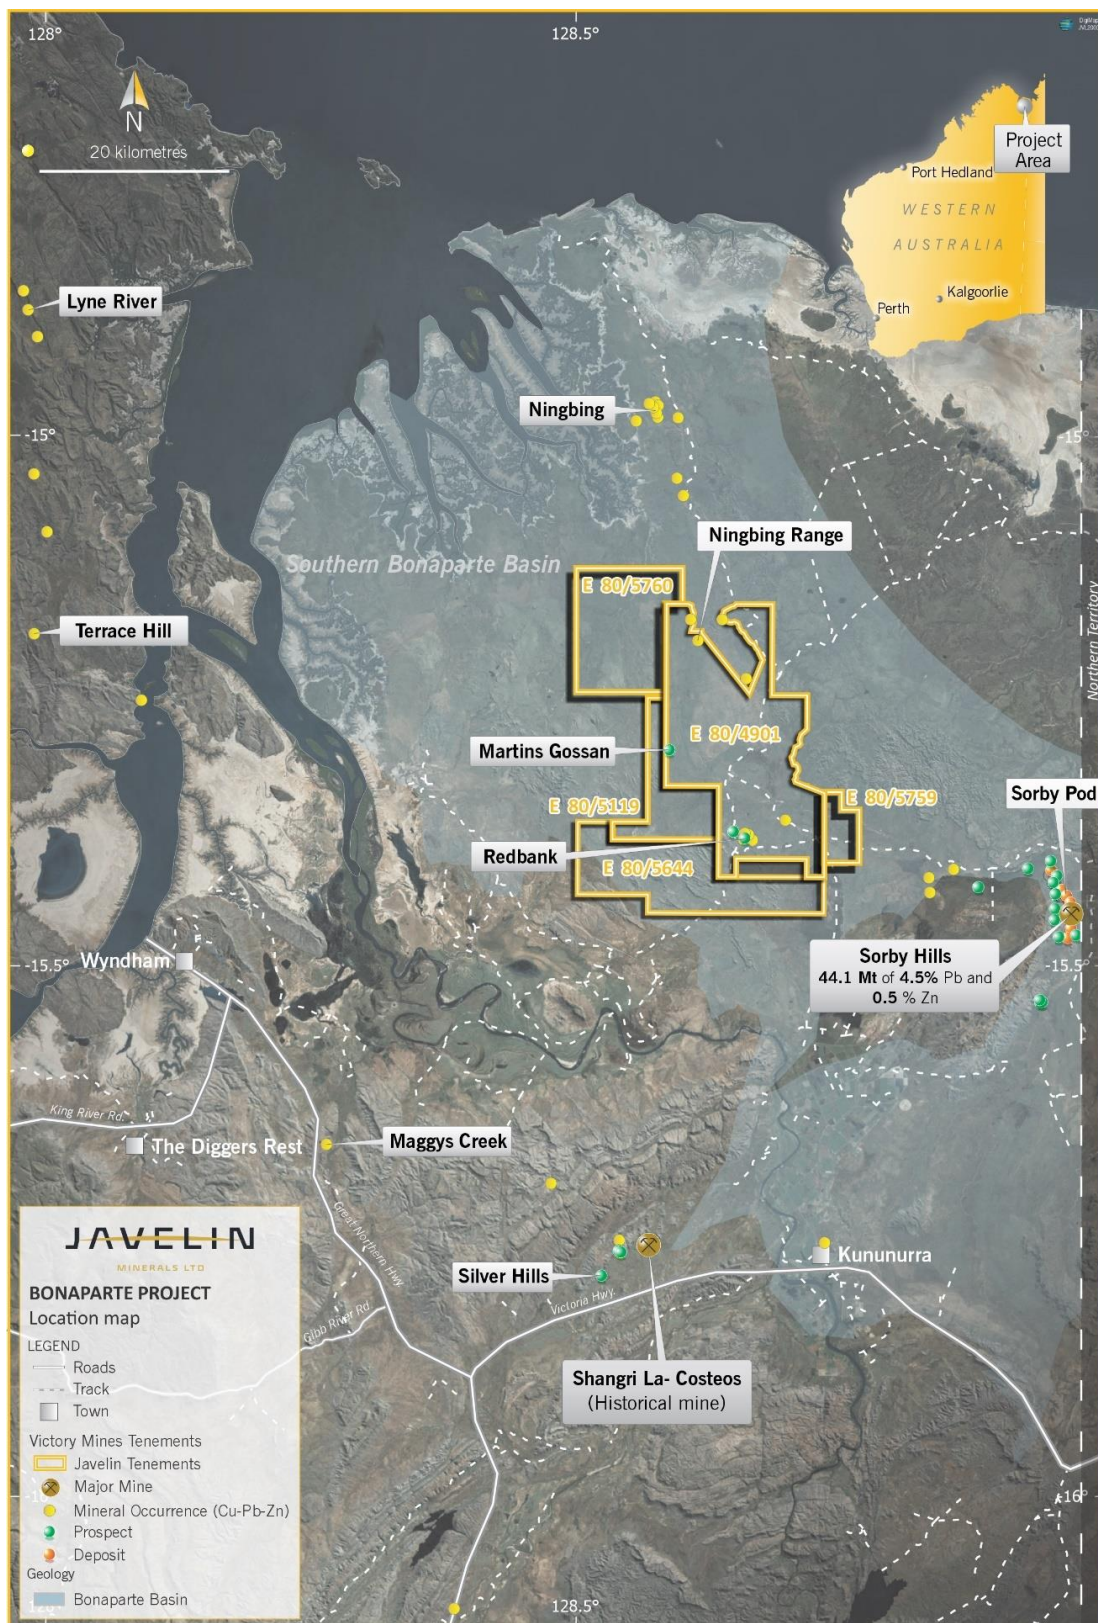 128°
128.5°
DigiMap
N
20 kilometres
Project
Area
Port Hedland
WESTERN
AUSTRALIA
Kalgoorlie
Perth
Lyne River
Ningbing
-15°
-15°
Ningbing Range
Southern Bonaparte Basin
E 80/5760
Terrace Hill
Northern Territory
E 80/4901
Martins Gossan
E 80/5119
E 80/5759
Sorby Pod
Redbank
E 80/5644
Sorby Hills
44.1 Mt of 4.5% Pb and
0.5 % Zn
-15.5°
-15.5°
Wyndham
King River Rd.
The Diggers Rest
Maggys Creek
Great Northern Hwy
Kununurra
Silver Hills
Victoria Hwy.
Gibb River Rd.
Shangri La- Costeos
(Historical mine)
JAVELIN
MINERALS LTD
BONAPARTE PROJECT
Location map
LEGEND
Roads
Track
Town
Victory Mines Tenements
Javelin Tenements
Major Mine
Mineral Occurrence (Cu-Pb-Zn)
Prospect
Deposit
Geology
Bonaparte Basin
-16°
128.5°